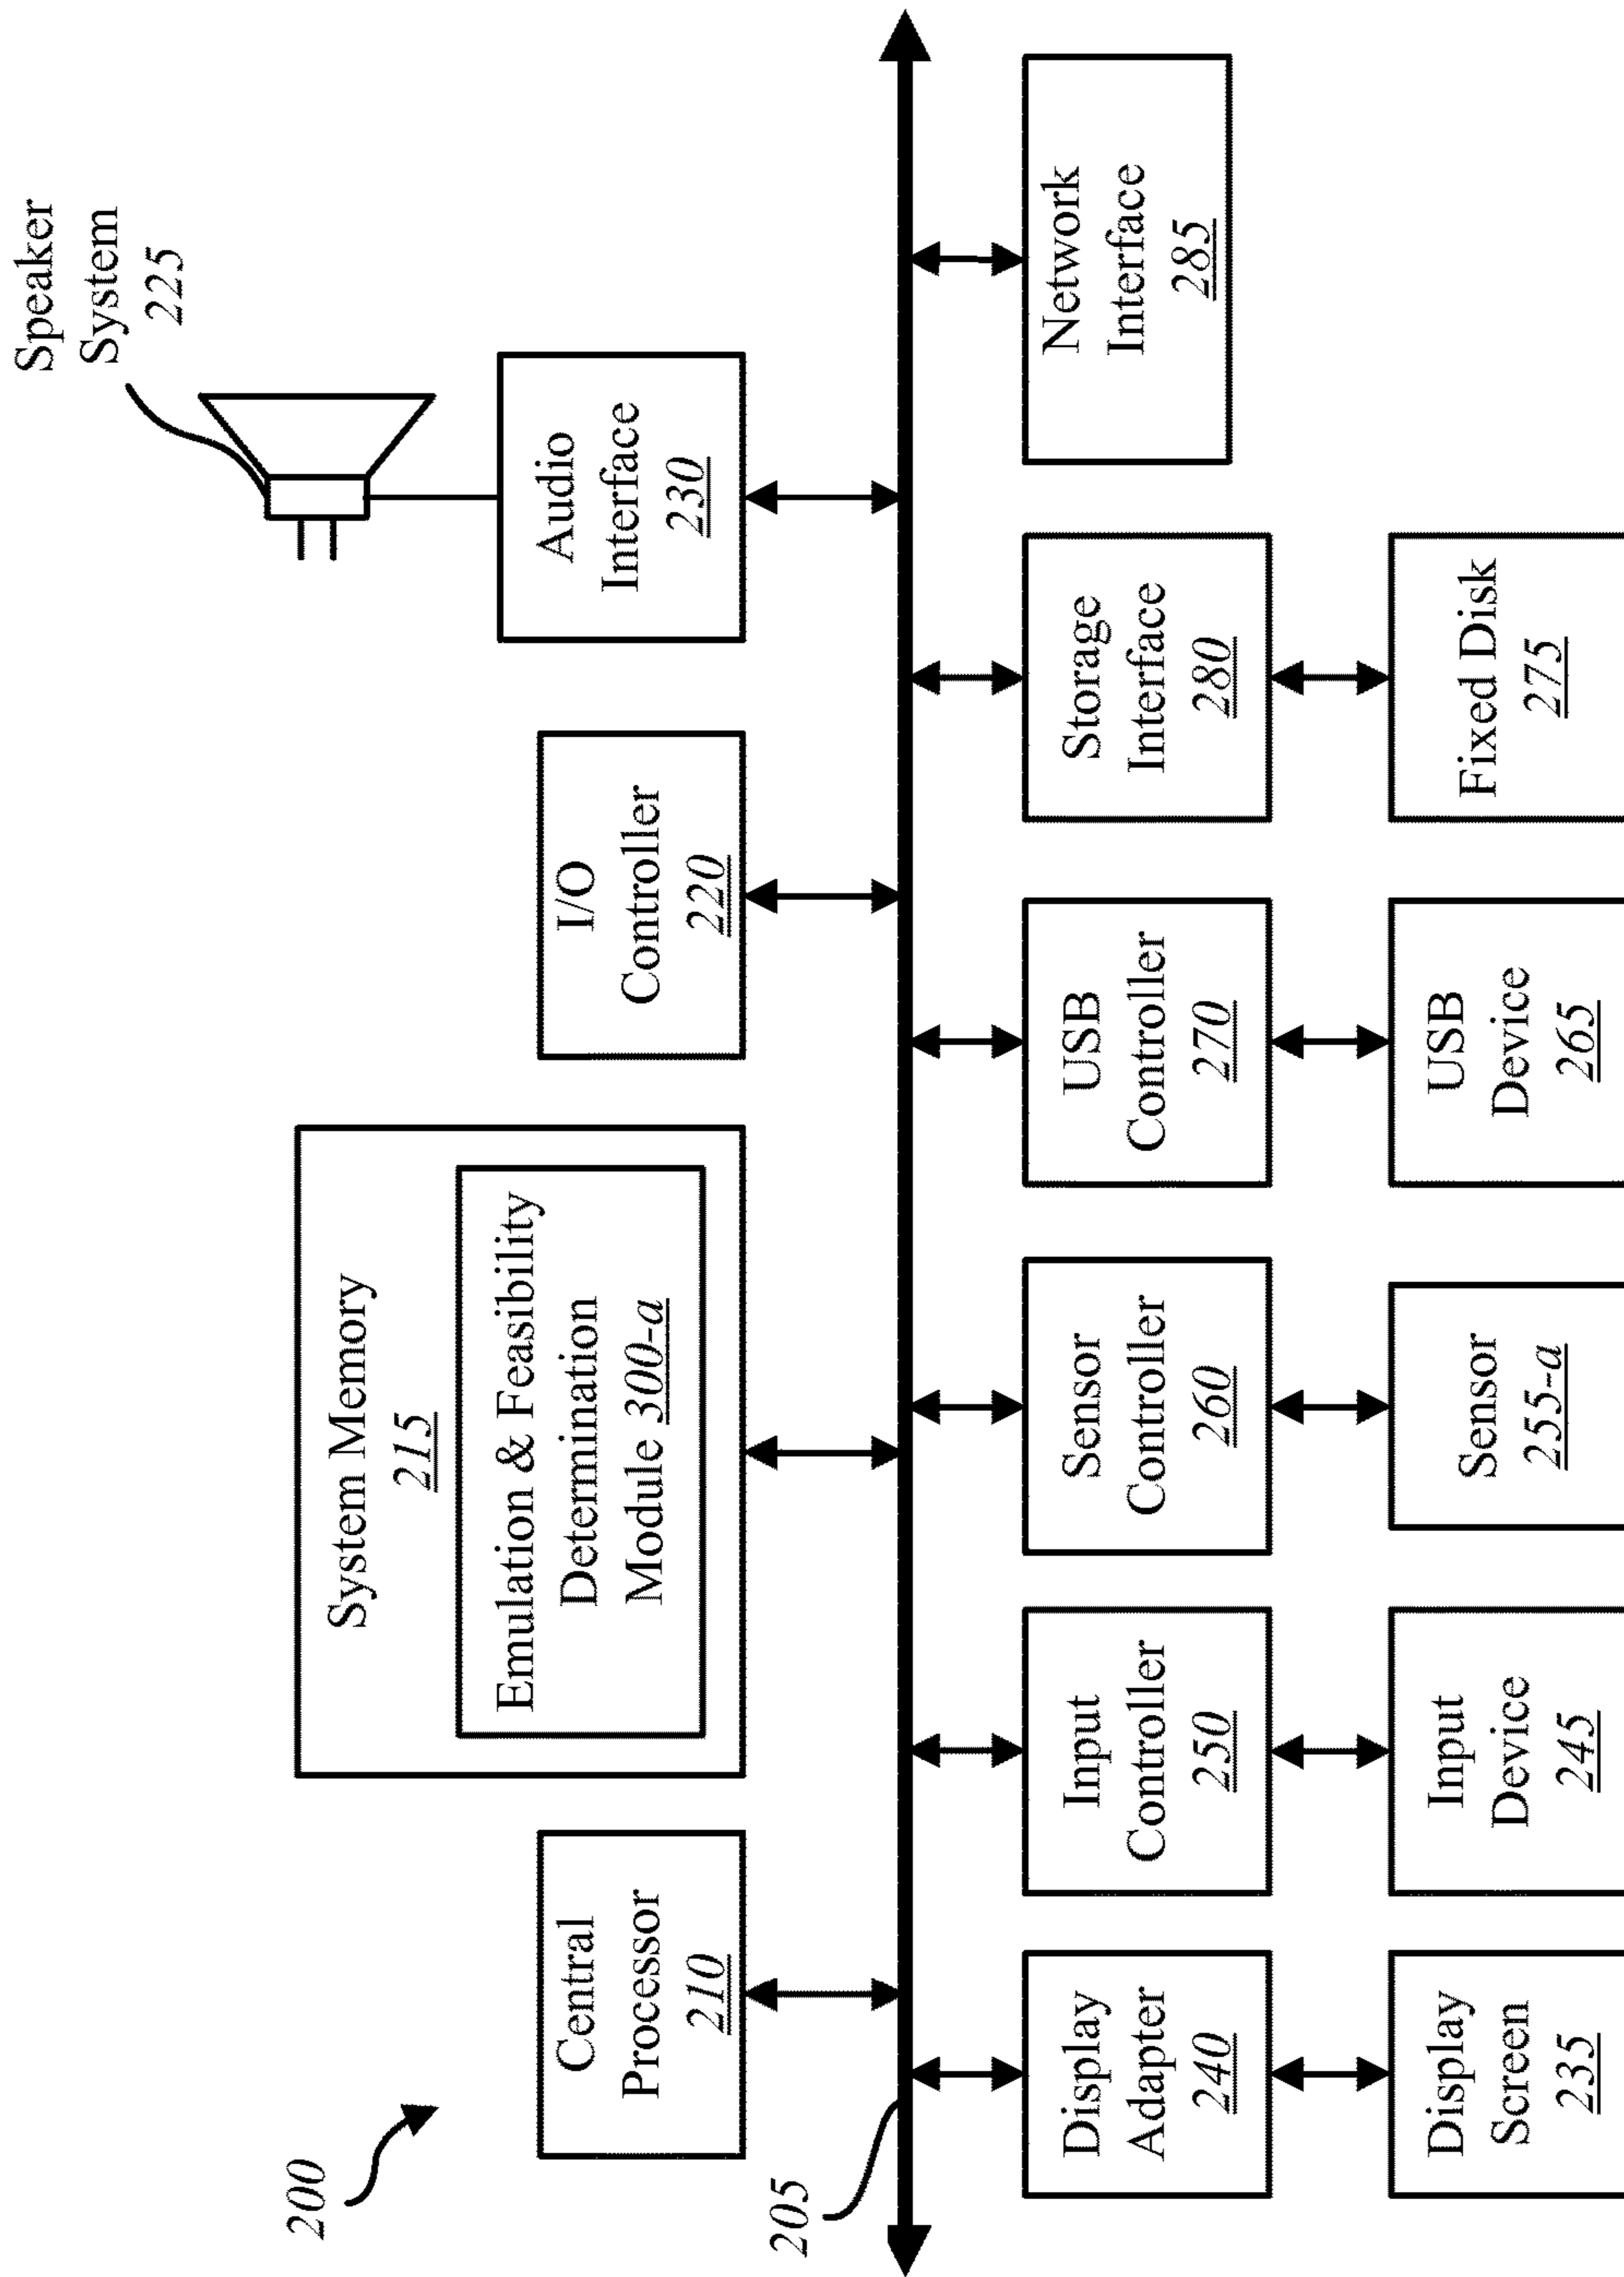 200
Central
Processor
210
System Memory
215
Emulation & Feasibility
Determination
Module 300-a
I/O
Controller
220
Speaker
System
225
Audio
Interface
230
205
Display
Adapter
240
Input
Controller
250
Sensor
Controller
260
USB
Controller
270
Storage
Interface
280
Network
Interface
285
Display
Screen
235
Input
Device
245
Sensor
255-a
USB
Device
265
Fixed Disk
275